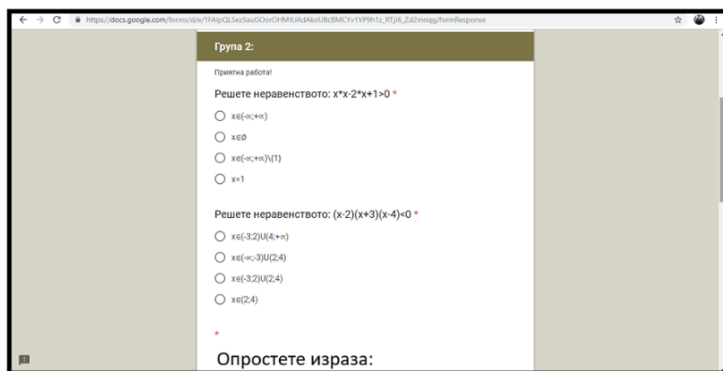 Група 2:
Приятна работа!
Решете неравенството: x*x-2*x+1>0 *
x∈(-∞;+∞)
x∈ø
x∈(-∞;+∞)\(1)
x=1
Решете неравенството: (x-2)(x+3)(x-4)<0 *
x∈(-3;2)U(4;+∞)
x∈(-∞;-3)U(2;4)
x∈(-3;2)U(2;4)
x∈(2;4)
*
Опростете израза: